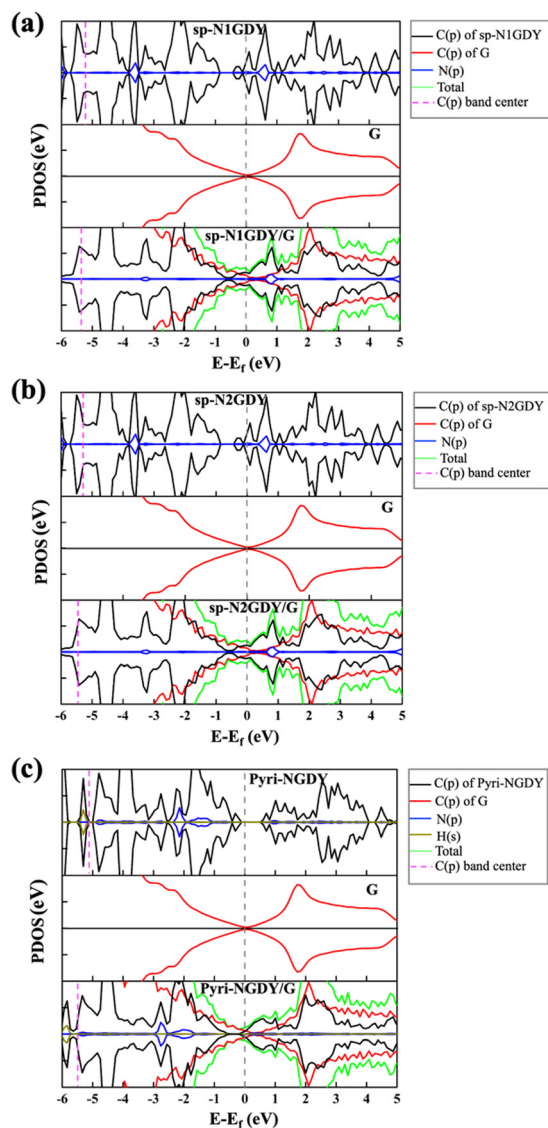 (a)
sp-N1GDY
C(p) of sp-N1GDY
C(p) of G
N(p)
Total
C(p) band center
G
PDOS (eV)
sp-N1GDY/G
-6 -5 -4 -3 -2 -1 0 1 2 3 4 5
E-Ef (eV)
(b)
sp-N2GDY
C(p) of sp-N2GDY
C(p) of G
N(p)
Total
C(p) band center
G
PDOS (eV)
sp-N2GDY/G
-6 -5 -4 -3 -2 -1 0 1 2 3 4 5
E-Ef (eV)
(c)
Pyri-NGDY
C(p) of Pyri-NGDY
C(p) of G
N(p)
H(s)
Total
C(p) band center
G
PDOS (eV)
Pyri-NGDY/G
-6 -5 -4 -3 -2 -1 0 1 2 3 4 5
E-Ef (eV)